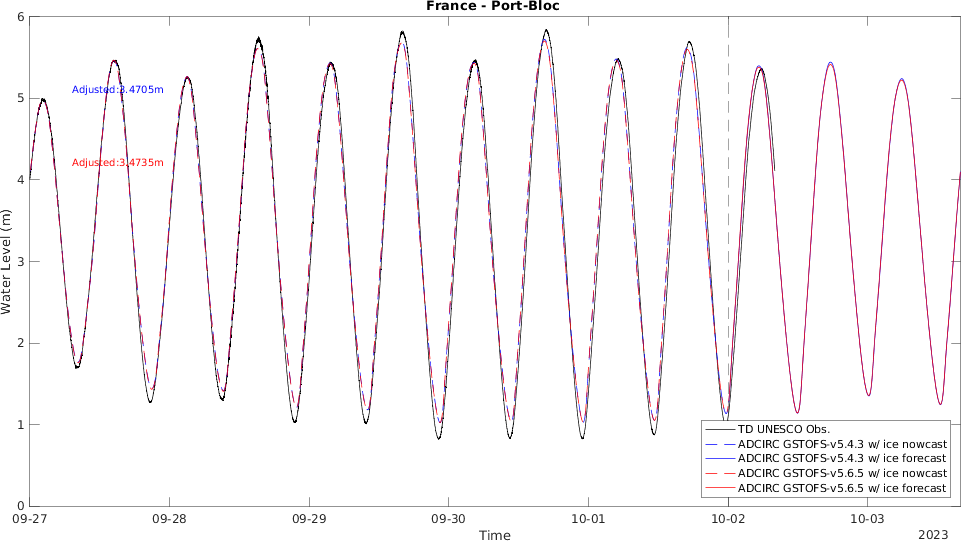 France - Port-Bloc
6
5
4
3
2
1
0
Water Level (m)
Adjusted:3.4705m
Adjusted:3.4735m
TD UNESCO Obs.
ADCIRC GSTOFS-v5.4.3 w/ ice nowcast
ADCIRC GSTOFS-v5.4.3 w/ ice forecast
ADCIRC GSTOFS-v5.6.5 w/ ice nowcast
ADCIRC GSTOFS-v5.6.5 w/ ice forecast
09-27 09-28 09-29 09-30 10-01 10-02 10-03
Time
2023